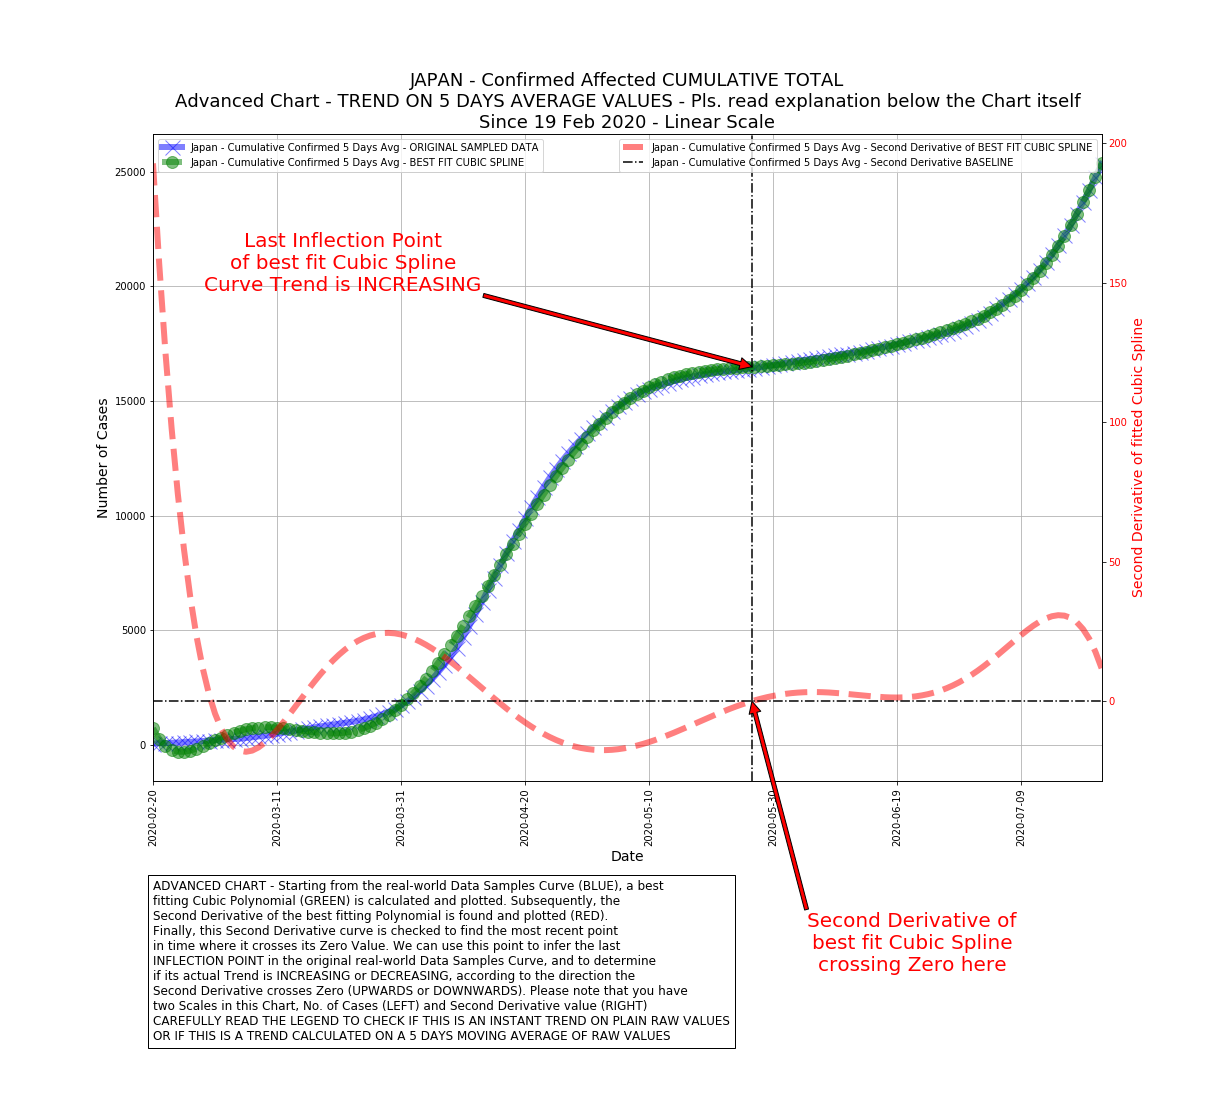 JAPAN - Confirmed Affected CUMULATIVE TOTAL
Advanced Chart - TREND ON 5 DAYS AVERAGE VALUES - Pls. read explanation below the Chart itself
Since 19 Feb 2020 - Linear Scale
Japan - Cumulative Confirmed 5 Days Avg - ORIGINAL SAMPLED DATA
Japan - Cumulative Confirmed 5 Days Avg - BEST FIT CUBIC SPLINE
Japan - Cumulative Confirmed 5 Days Avg - Second Derivative of BEST FIT CUBIC SPLINE
Japan - Cumulative Confirmed 5 Days Avg - Second Derivative BASELINE
Last Inflection Point
of best fit Cubic Spline
Curve Trend is INCREASING
Number of Cases
25000
20000
15000
10000
5000
0
200
150
100
50
0
Second Derivative of fitted Cubic Spline
2020-02-20
2020-03-11
2020-03-31
2020-04-20
2020-05-10
2020-05-30
2020-06-19
2020-07-09
Date
Second Derivative of
best fit Cubic Spline
crossing Zero here
ADVANCED CHART - Starting from the real-world Data Samples Curve (BLUE), a best
fitting Cubic Polynomial (GREEN) is calculated and plotted. Subsequently, the
Second Derivative of the best fitting Polynomial is found and plotted (RED).
Finally, this Second Derivative curve is checked to find the most recent point
in time where it crosses its Zero Value. We can use this point to infer the last
INFLECTION POINT in the original real-world Data Samples Curve, and to determine
if its actual Trend is INCREASING or DECREASING, according to the direction the
Second Derivative crosses Zero (UPWARDS or DOWNWARDS). Please note that you have
two Scales in this Chart, No. of Cases (LEFT) and Second Derivative value (RIGHT)
CAREFULLY READ THE LEGEND TO CHECK IF THIS IS AN INSTANT TREND ON PLAIN RAW VALUES
OR IF THIS IS A TREND CALCULATED ON A 5 DAYS MOVING AVERAGE OF RAW VALUES